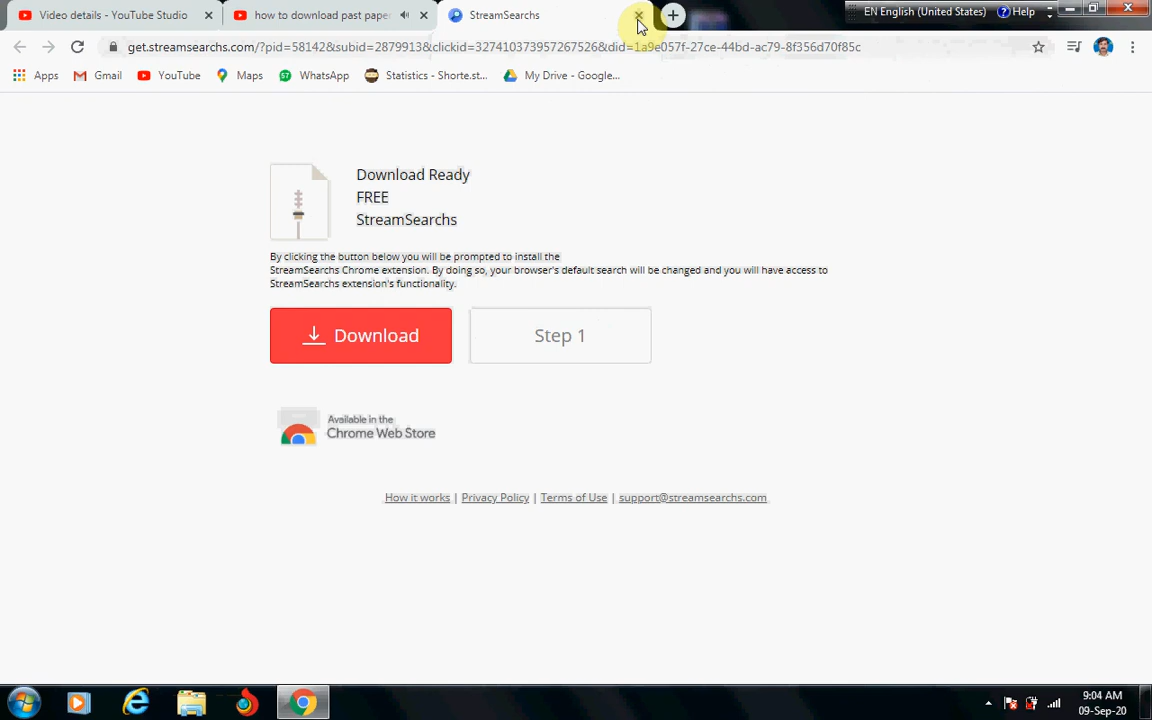 Video details - YouTube Studio
how to download past pape
StreamSearchs
EN English (United States)
Help
get.streamsearchs.com/?pid=58142&subid=2879913&clickid=327410373957267526&did=1a9e057f-27ce-44bd-ac79-8f356d70f85c
Apps
Gmail
YouTube
Maps
WhatsApp
Statistics - Shorte.st...
My Drive - Google...
Download Ready
FREE
StreamSearchs
By clicking the button below you will be prompted to install the
StreamSearchs Chrome extension. By doing so, your browser's default search will be changed and you will have access to
StreamSearchs extension's functionality.
Download
Step 1
Available in the
Chrome Web Store
How it works | Privacy Policy | Terms of Use | support@streamsearchs.com
9:04 AM
09-Sep-20